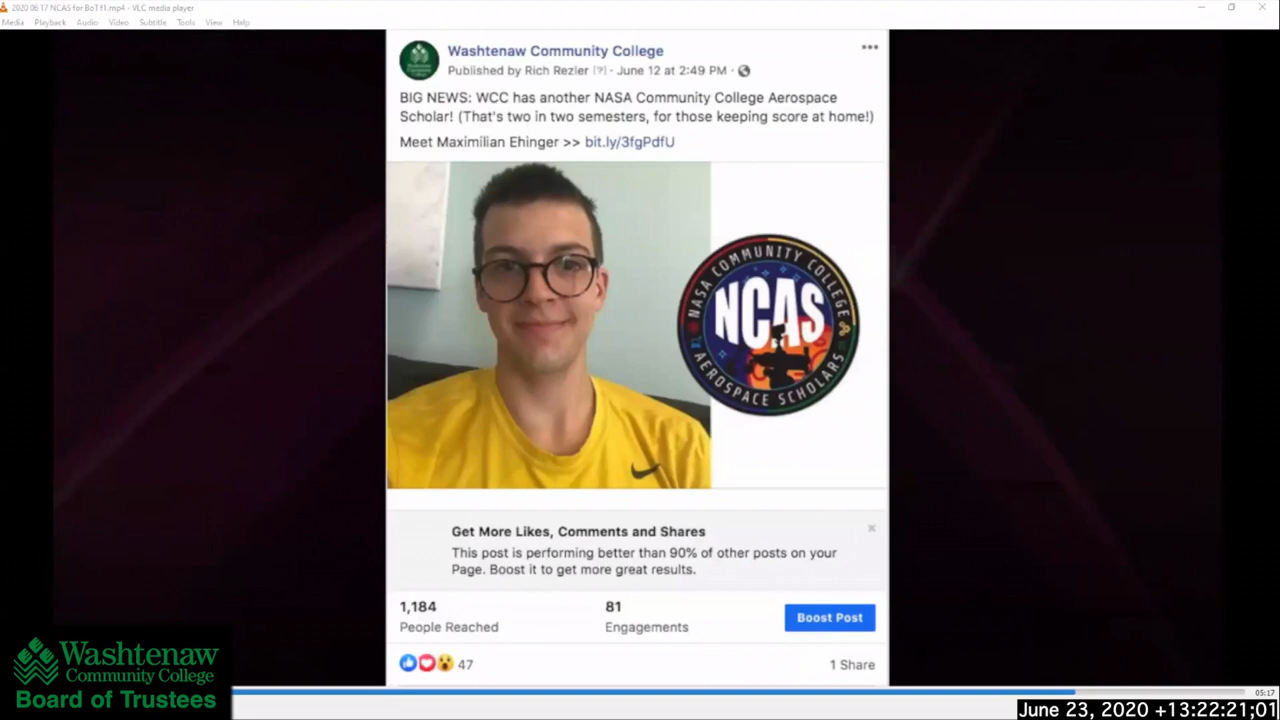 2020 06 17 NCAS for BoT f1.mp4 - VLC media player
Media Playback Audio Video Subtitle Tools View Help
Washtenaw Community College
Published by Rich Rezler [?] · June 12 at 2:49 PM ·
BIG NEWS: WCC has another NASA Community College Aerospace
Scholar! (That's two in two semesters, for those keeping score at home!)
Meet Maximilian Ehinger >> bit.ly/3fgPdfU
NASA COMMUNITY COLLEGE
NCAS
AEROSPACE SCHOLARS
Get More Likes, Comments and Shares
This post is performing better than 90% of other posts on your
Page. Boost it to get more great results.
1,184
People Reached
81
Engagements
Boost Post
47
1 Share
Washtenaw
Community College
Board of Trustees
05:17
June 23, 2020 +13:22:21;01